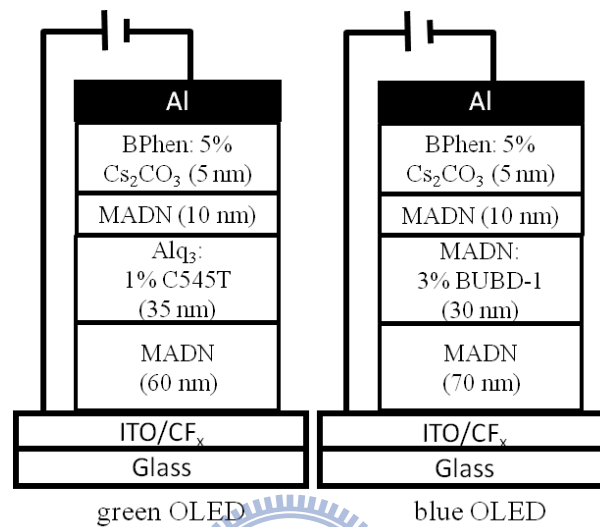 Al
BPhen: 5%
Cs₂CO₃ (5 nm)
MADN (10 nm)
Alq₃:
1% C545T
(35 nm)
MADN
(60 nm)
ITO/CFₓ
Glass
green OLED
Al
BPhen: 5%
Cs₂CO₃ (5 nm)
MADN (10 nm)
MADN:
3% BUBD-1
(30 nm)
MADN
(70 nm)
ITO/CFₓ
Glass
blue OLED